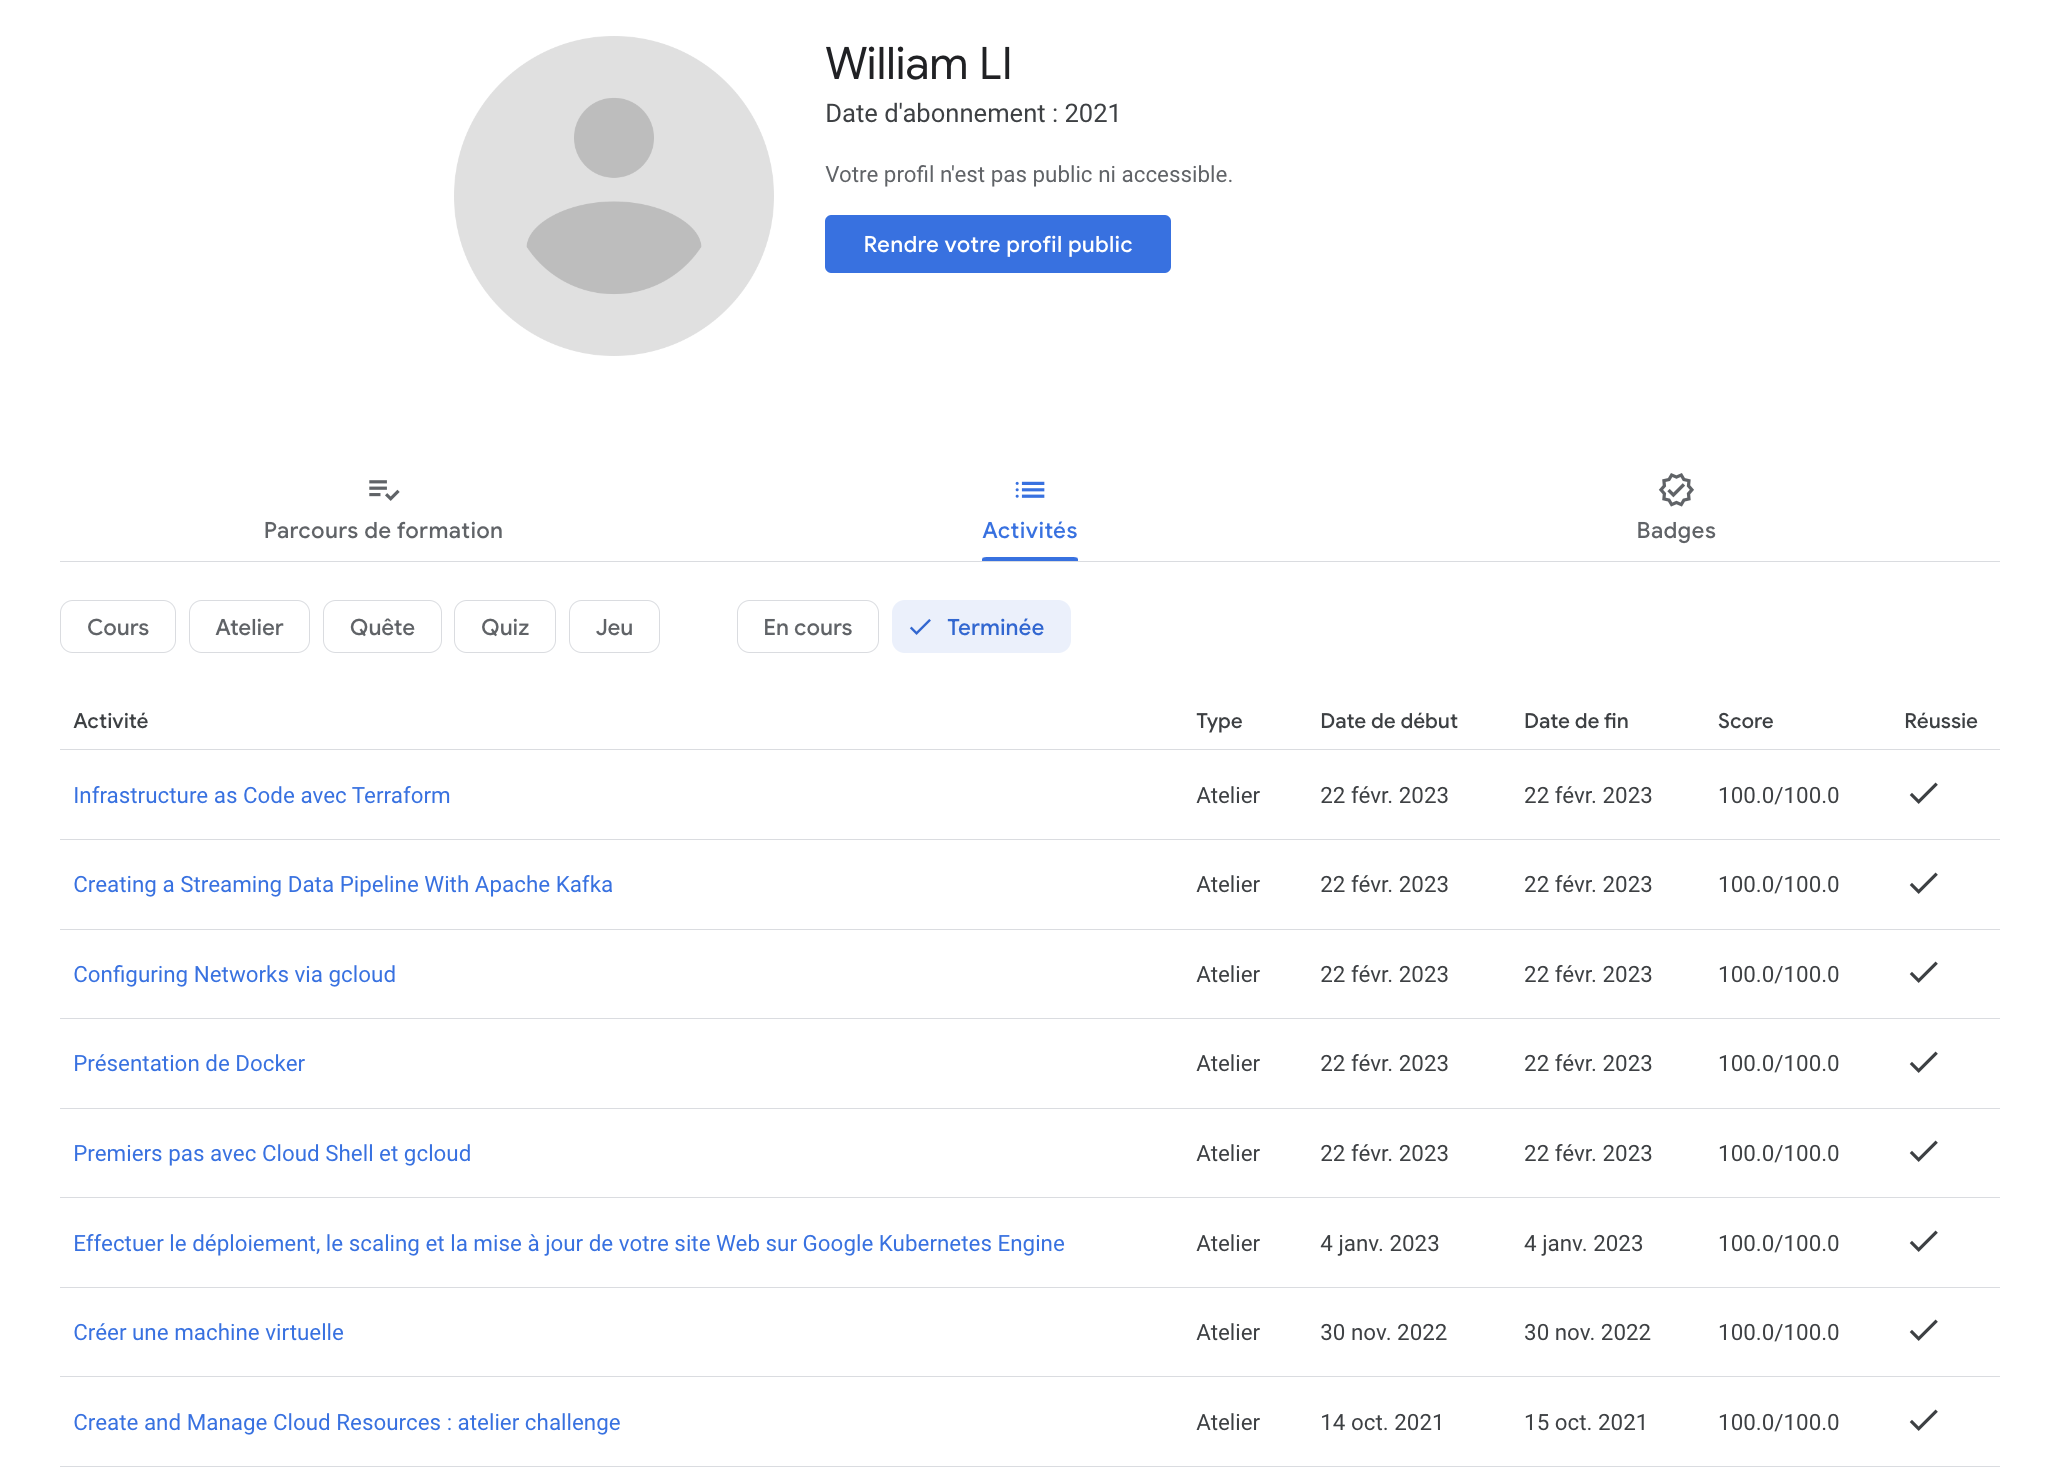 William LI
Date d'abonnement : 2021
Votre profil n'est pas public ni accessible.
Rendre votre profil public
Parcours de formation Activités Badges
Cours Atelier Quête Quiz Jeu En cours Terminée
Activité Type Date de début Date de fin Score Réussie
Infrastructure as Code avec Terraform Atelier 22 févr. 2023 22 févr. 2023 100.0/100.0
Creating a Streaming Data Pipeline With Apache Kafka Atelier 22 févr. 2023 22 févr. 2023 100.0/100.0
Configuring Networks via gcloud Atelier 22 févr. 2023 22 févr. 2023 100.0/100.0
Présentation de Docker Atelier 22 févr. 2023 22 févr. 2023 100.0/100.0
Premiers pas avec Cloud Shell et gcloud Atelier 22 févr. 2023 22 févr. 2023 100.0/100.0
Effectuer le déploiement, le scaling et la mise à jour de votre site Web sur Google Kubernetes Engine Atelier 4 janv. 2023 4 janv. 2023 100.0/100.0
Créer une machine virtuelle Atelier 30 nov. 2022 30 nov. 2022 100.0/100.0
Create and Manage Cloud Resources : atelier challenge Atelier 14 oct. 2021 15 oct. 2021 100.0/100.0